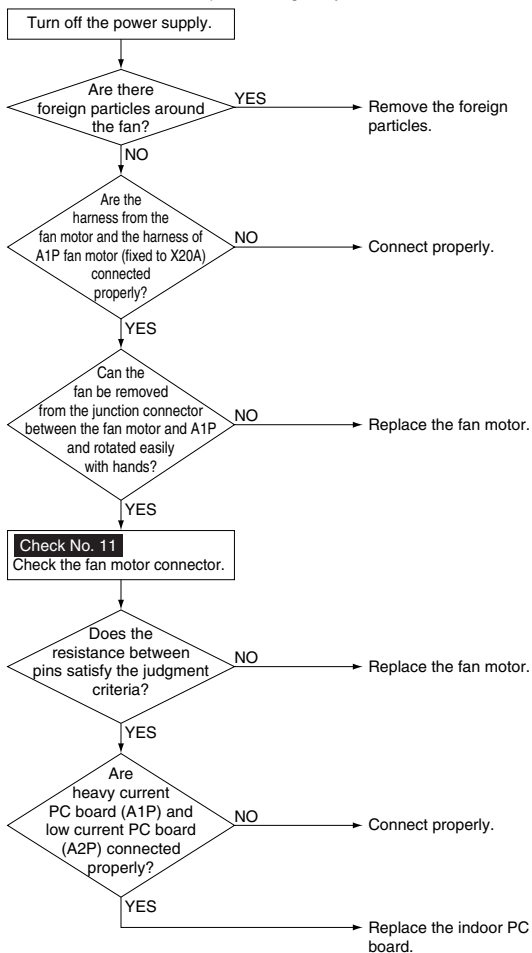 Turn off the power supply.
Are there
foreign particles around
the fan?
YES
Remove the foreign
particles.
NO
Are the
harness from the
fan motor and the harness of
A1P fan motor (fixed to X20A)
connected
properly?
NO
Connect properly.
YES
Can the
fan be removed
from the junction connector
between the fan motor and A1P
and rotated easily
with hands?
NO
Replace the fan motor.
YES
Check No. 11
Check the fan motor connector.
Does the
resistance between
pins satisfy the judgment
criteria?
NO
Replace the fan motor.
YES
Are
heavy current
PC board (A1P) and
low current PC board
(A2P) connected
properly?
NO
Connect properly.
YES
Replace the indoor PC
board.